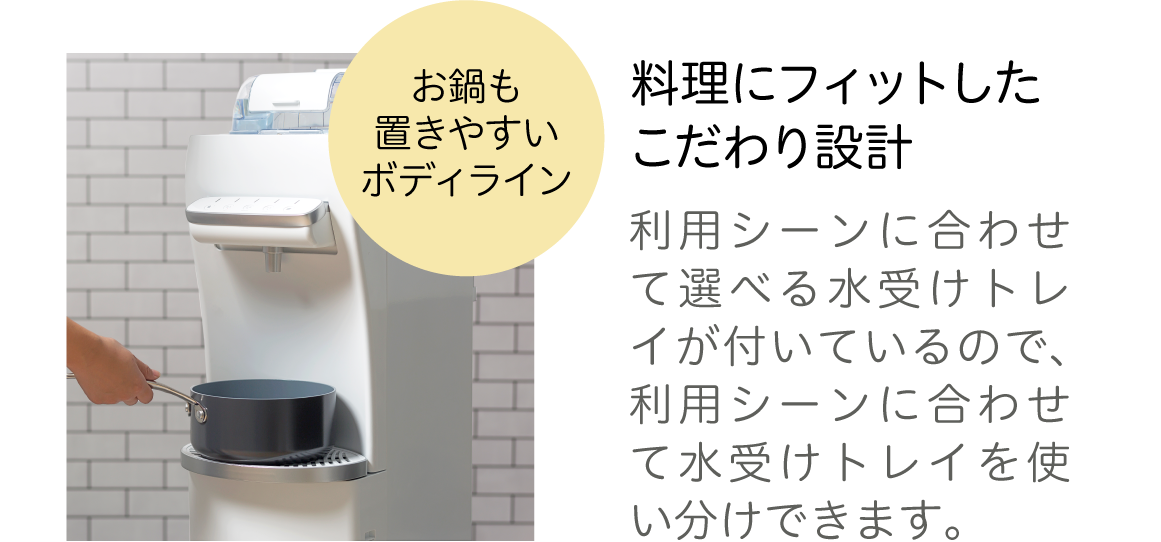 お鍋も
置きやすい
ボディライン
料理にフィットした
こだわり設計
利用シーンに合わせ
て選べる水受けトレ
イが付いているので、
利用シーンに合わせ
て水受けトレイを使
い分けできます。